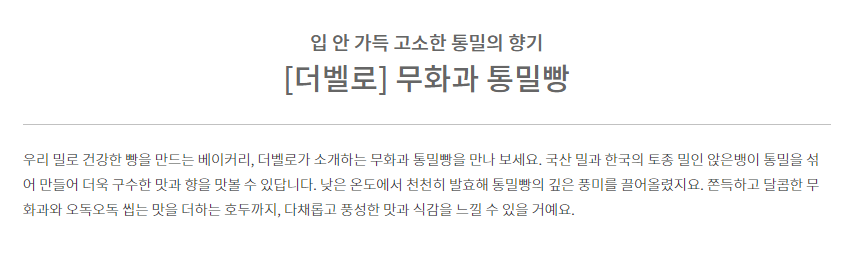 입 안 가득 고소한 통밀의 향기
[더벨로] 무화과 통밀빵
우리 밀로 건강한 빵을 만드는 베이커리, 더벨로가 소개하는 무화과 통밀빵을 만나 보세요. 국산 밀과 한국의 토종 밀인 앉은뱅이 통밀을 섞
어 만들어 더욱 구수한 맛과 향을 맛볼 수 있답니다. 낮은 온도에서 천천히 발효해 통밀빵의 깊은 풍미를 끌어올렸지요. 쫀득하고 달콤한 무
화과와 오독오독 씹는 맛을 더하는 호두까지, 다채롭고 풍성한 맛과 식감을 느낄 수 있을 거예요.